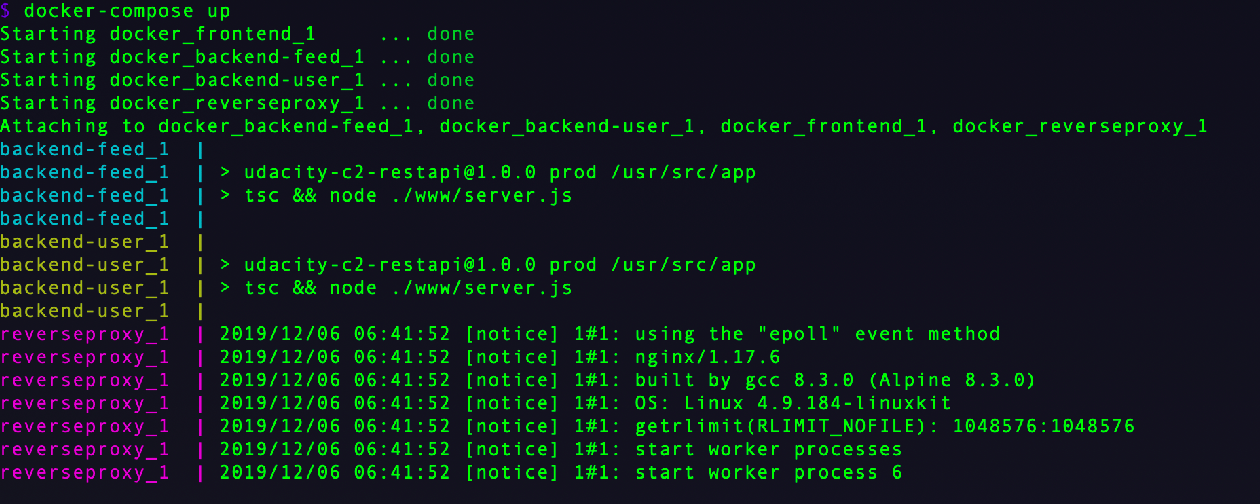 $ docker-compose up
Starting docker_frontend_1     ... done
Starting docker_backend-feed_1 ... done
Starting docker_backend-user_1 ... done
Starting docker_reverseproxy_1 ... done
Attaching to docker_backend-feed_1, docker_backend-user_1, docker_frontend_1, docker_reverseproxy_1
backend-feed_1  |
backend-feed_1  | > udacity-c2-restapi@1.0.0 prod /usr/src/app
backend-feed_1  | > tsc && node ./www/server.js
backend-feed_1  |
backend-user_1  |
backend-user_1  | > udacity-c2-restapi@1.0.0 prod /usr/src/app
backend-user_1  | > tsc && node ./www/server.js
backend-user_1  |
reverseproxy_1  | 2019/12/06 06:41:52 [notice] 1#1: using the "epoll" event method
reverseproxy_1  | 2019/12/06 06:41:52 [notice] 1#1: nginx/1.17.6
reverseproxy_1  | 2019/12/06 06:41:52 [notice] 1#1: built by gcc 8.3.0 (Alpine 8.3.0)
reverseproxy_1  | 2019/12/06 06:41:52 [notice] 1#1: OS: Linux 4.9.184-linuxkit
reverseproxy_1  | 2019/12/06 06:41:52 [notice] 1#1: getrlimit(RLIMIT_NOFILE): 1048576:1048576
reverseproxy_1  | 2019/12/06 06:41:52 [notice] 1#1: start worker processes
reverseproxy_1  | 2019/12/06 06:41:52 [notice] 1#1: start worker process 6